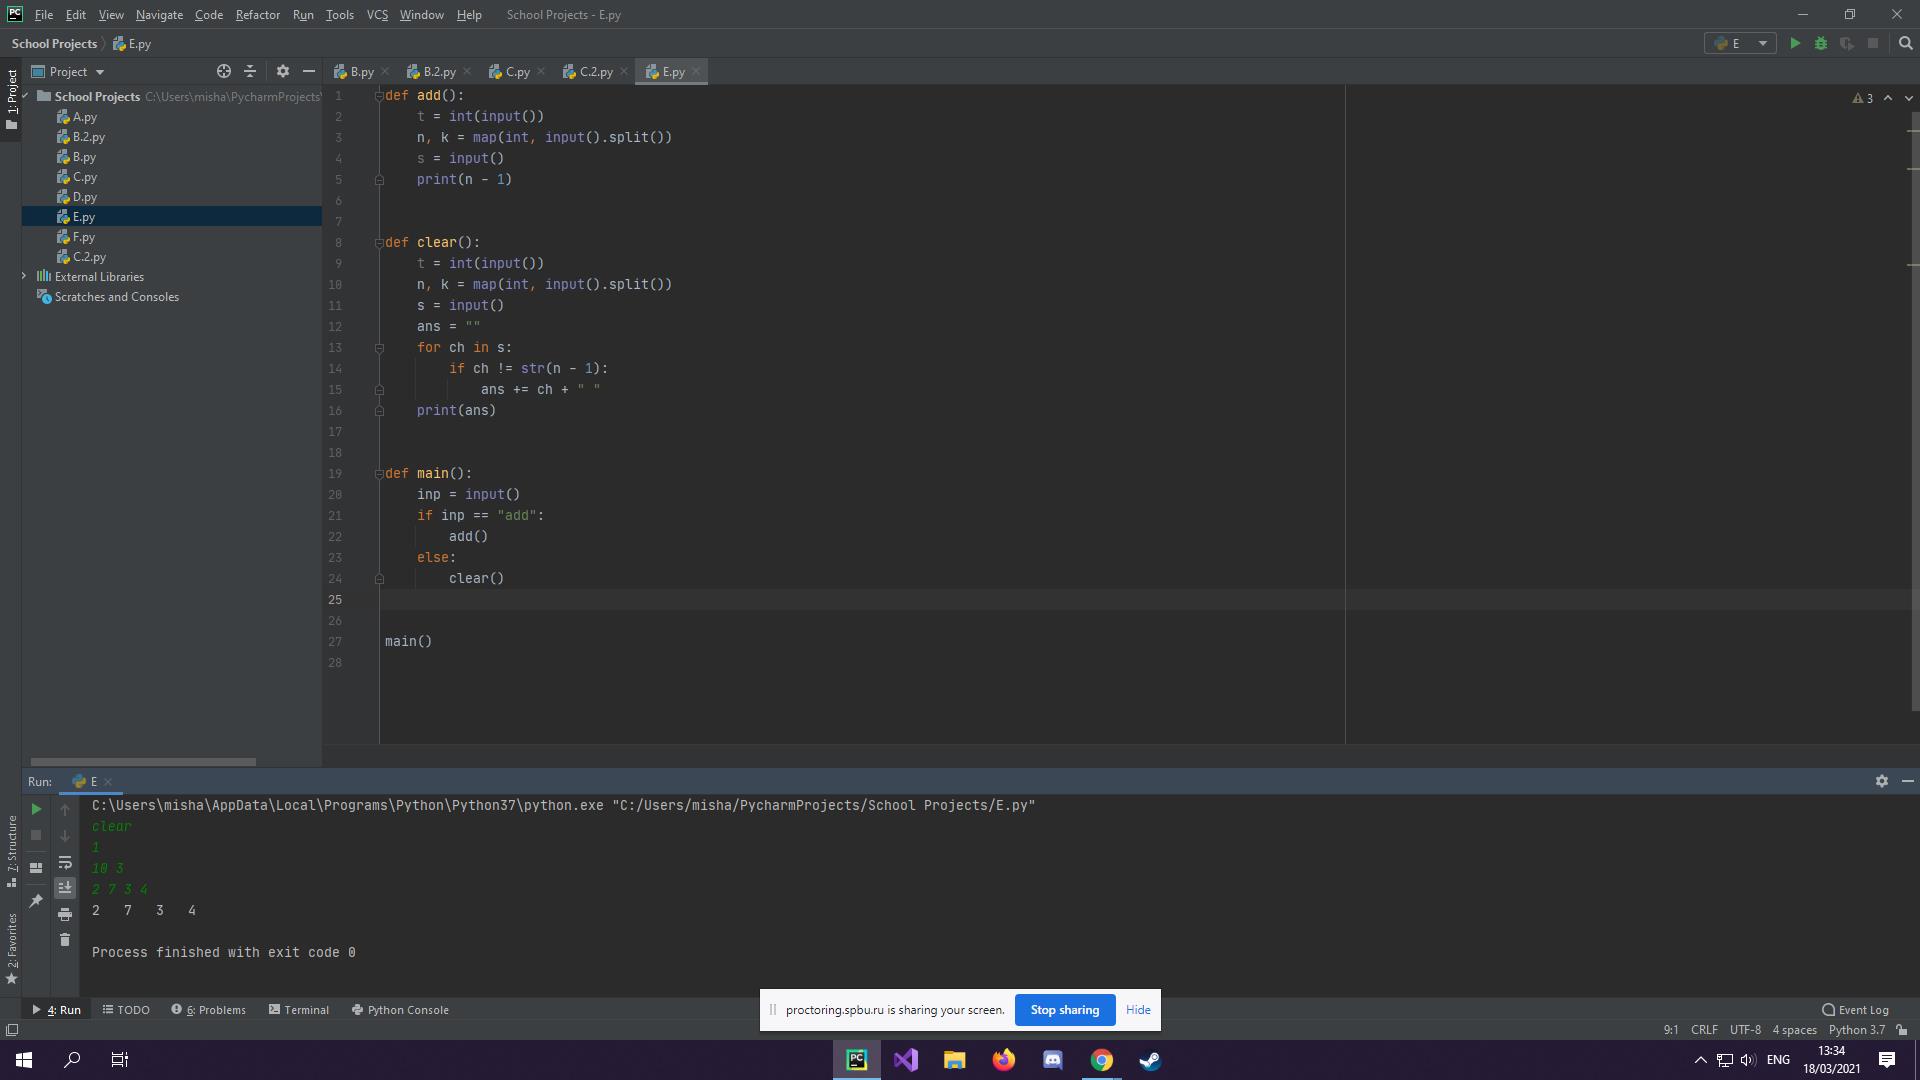 File Edit View Navigate Code Refactor Run Tools VCS Window Help School Projects - E.py
School Projects E.py
E
Project
B.py B.2.py C.py C.2.py E.py
1: Project
School Projects C:\Users\misha\PycharmProjects\
A.py
B.2.py
B.py
C.py
D.py
E.py
F.py
C.2.py
External Libraries
Scratches and Consoles
3
1 def add():
2 t = int(input())
3 n, k = map(int, input().split())
4 s = input()
5 print(n - 1)
6
7
8 def clear():
9 t = int(input())
10 n, k = map(int, input().split())
11 s = input()
12 ans = ""
13 for ch in s:
14 if ch != str(n - 1):
15 ans += ch + " "
16 print(ans)
17
18
19 def main():
20 inp = input()
21 if inp == "add":
22 add()
23 else:
24 clear()
25
26
27 main()
28
Run: E
C:\Users\misha\AppData\Local\Programs\Python\Python37\python.exe "C:/Users/misha/PycharmProjects/School Projects/E.py"
clear
1
10 3
2 7 3 4
2   7   3   4
Process finished with exit code 0
7: Structure
2: Favorites
proctoring.spbu.ru is sharing your screen. Stop sharing Hide
4: Run TODO 6: Problems Terminal Python Console Event Log
9:1 CRLF UTF-8 4 spaces Python 3.7
PC
ENG
13:34
18/03/2021